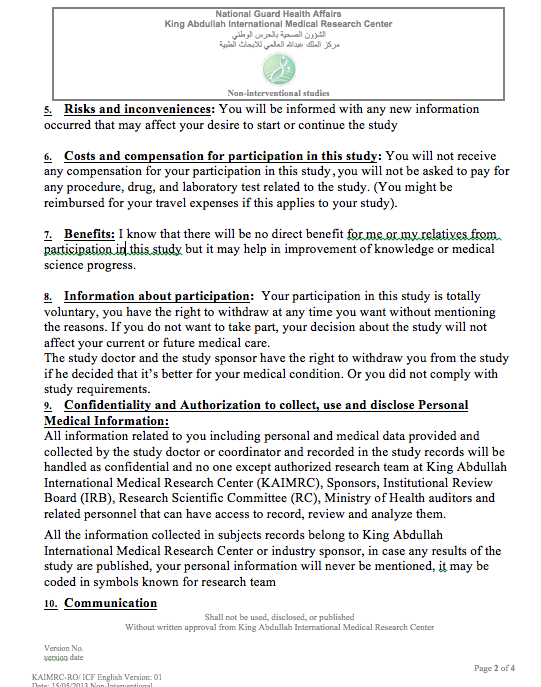 National Guard Health Affairs
King Abdullah International Medical Research Center
الشؤون الصحية بالحرس الوطني
مركز الملك عبدالله العالمي للابحاث الطبية
Non-interventional studies
5. Risks and inconveniences: You will be informed with any new information
occurred that may affect your desire to start or continue the study
6. Costs and compensation for participation in this study: You will not receive
any compensation for your participation in this study, you will not be asked to pay for
any procedure, drug, and laboratory test related to the study. (You might be
reimbursed for your travel expenses if this applies to your study).
7. Benefits: I know that there will be no direct benefit for me or my relatives from
participation in this study but it may help in improvement of knowledge or medical
science progress.
8. Information about participation: Your participation in this study is totally
voluntary, you have the right to withdraw at any time you want without mentioning
the reasons. If you do not want to take part, your decision about the study will not
affect your current or future medical care.
The study doctor and the study sponsor have the right to withdraw you from the study
if he decided that it's better for your medical condition. Or you did not comply with
study requirements.
9. Confidentiality and Authorization to collect, use and disclose Personal
Medical Information:
All information related to you including personal and medical data provided and
collected by the study doctor or coordinator and recorded in the study records will be
handled as confidential and no one except authorized research team at King Abdullah
International Medical Research Center (KAIMRC), Sponsors, Institutional Review
Board (IRB), Research Scientific Committee (RC), Ministry of Health auditors and
related personnel that can have access to record, review and analyze them.
All the information collected in subjects records belong to King Abdullah
International Medical Research Center or industry sponsor, in case any results of the
study are published, your personal information will never be mentioned, it may be
coded in symbols known for research team
10. Communication
Shall not be used, disclosed, or published
Without written approval from King Abdullah International Medical Research Center
Version No.
version date
Page 2 of 4
KAIMRC-RO/ ICF English Version: 01
Date: 15/05/2013 Non-Interventional